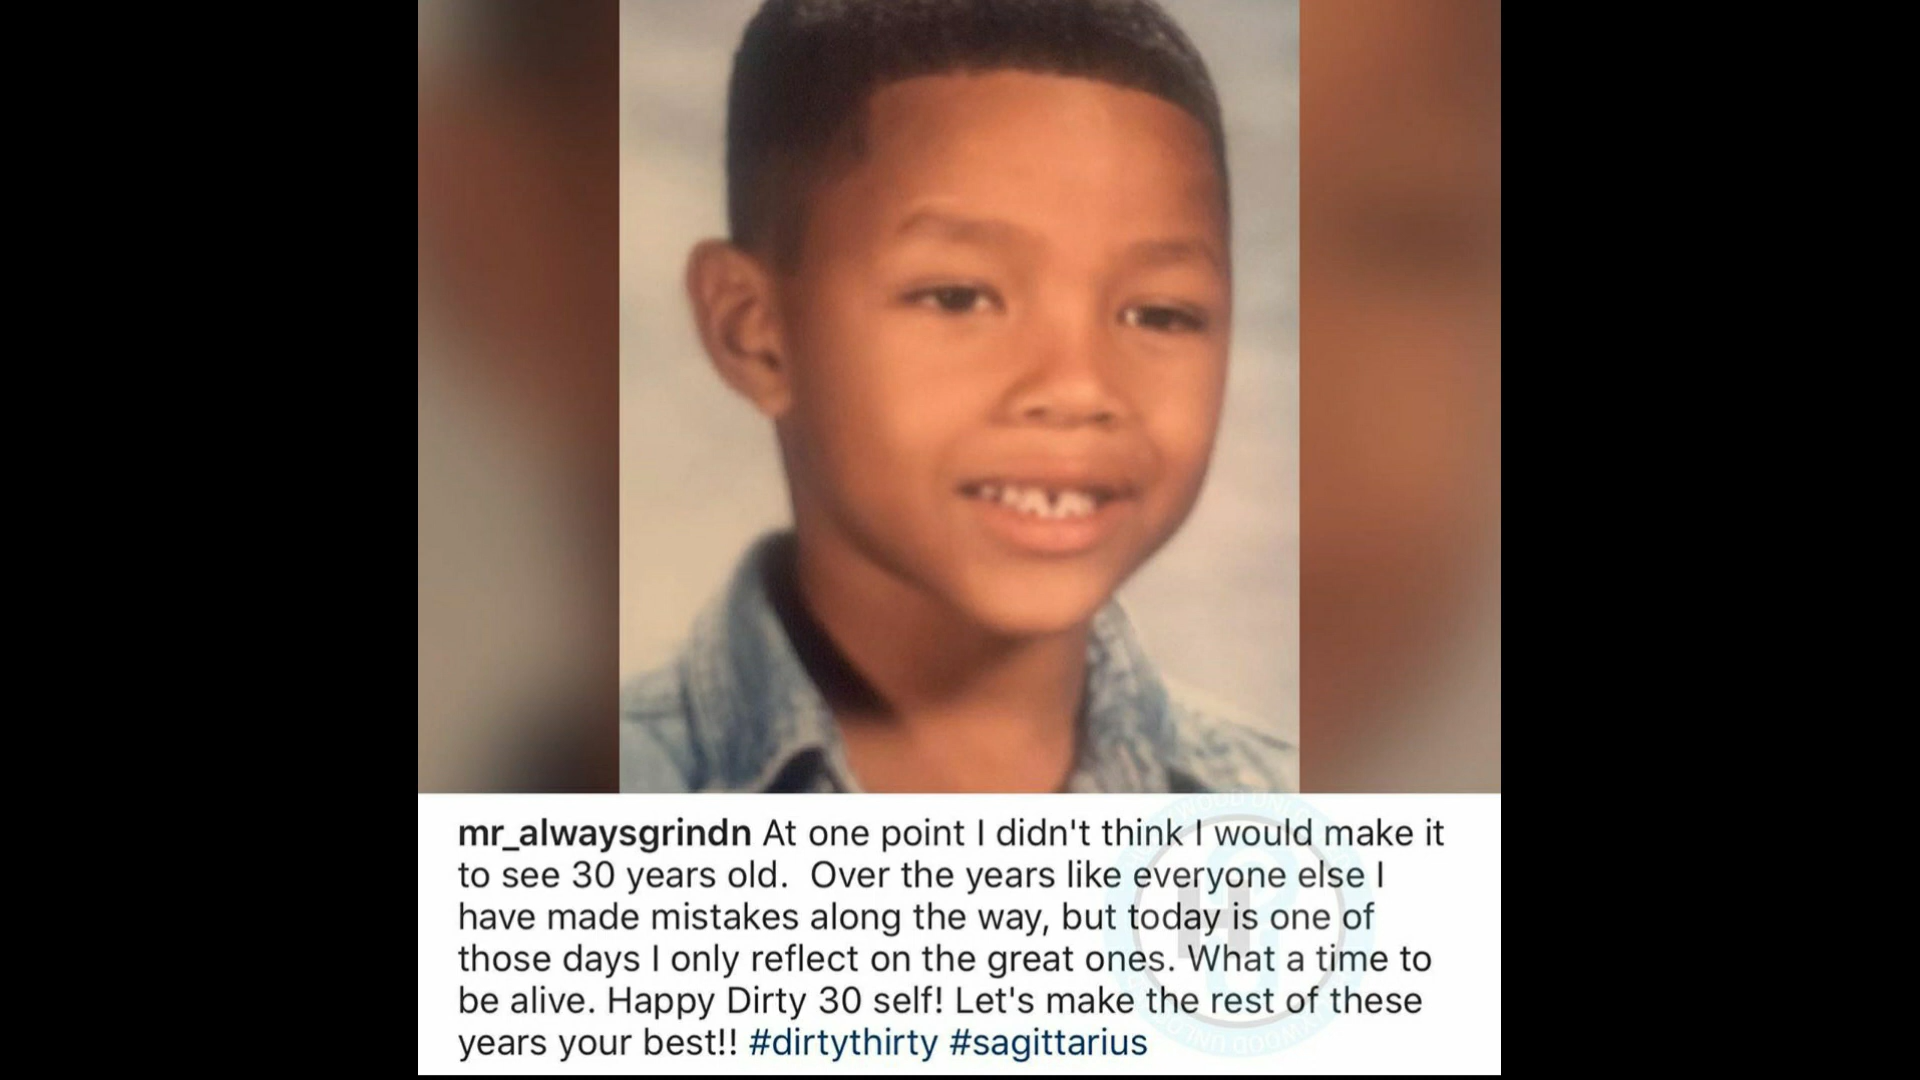 mr_alwaysgrindn At one point I didn't think I would make it
to see 30 years old.  Over the years like everyone else I
have made mistakes along the way, but today is one of
those days I only reflect on the great ones. What a time to
be alive. Happy Dirty 30 self! Let's make the rest of these
years your best!! #dirtythirty #sagittarius